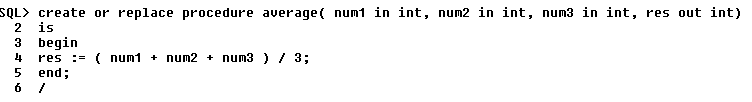 SQL> create or replace procedure average( num1 in int, num2 in int, num3 in int, res out int)
2 is
3 begin
4 res := ( num1 + num2 + num3 ) / 3;
5 end;
6 /